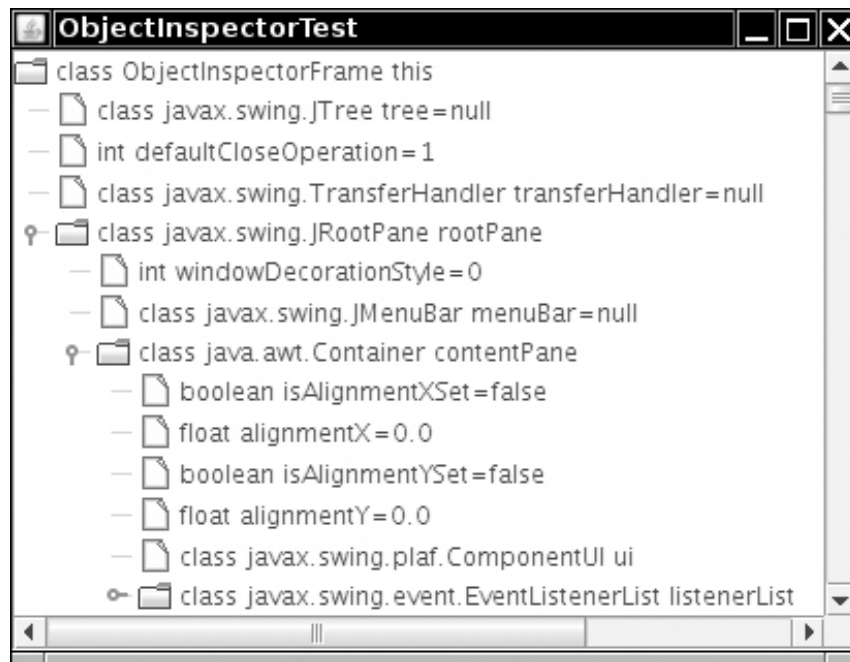 ObjectInspectorTest
class ObjectInspectorFrame this
class javax.swing.JTree tree=null
int defaultCloseOperation=1
class javax.swing.TransferHandler transferHandler=null
class javax.swing.JRootPane rootPane
int windowDecorationStyle=0
class javax.swing.JMenuBar menuBar=null
class java.awt.Container contentPane
boolean isAlignmentXSet=false
float alignmentX=0.0
boolean isAlignmentYSet=false
float alignmentY=0.0
class javax.swing.plaf.ComponentUI ui
class javax.swing.event.EventListenerList listenerList